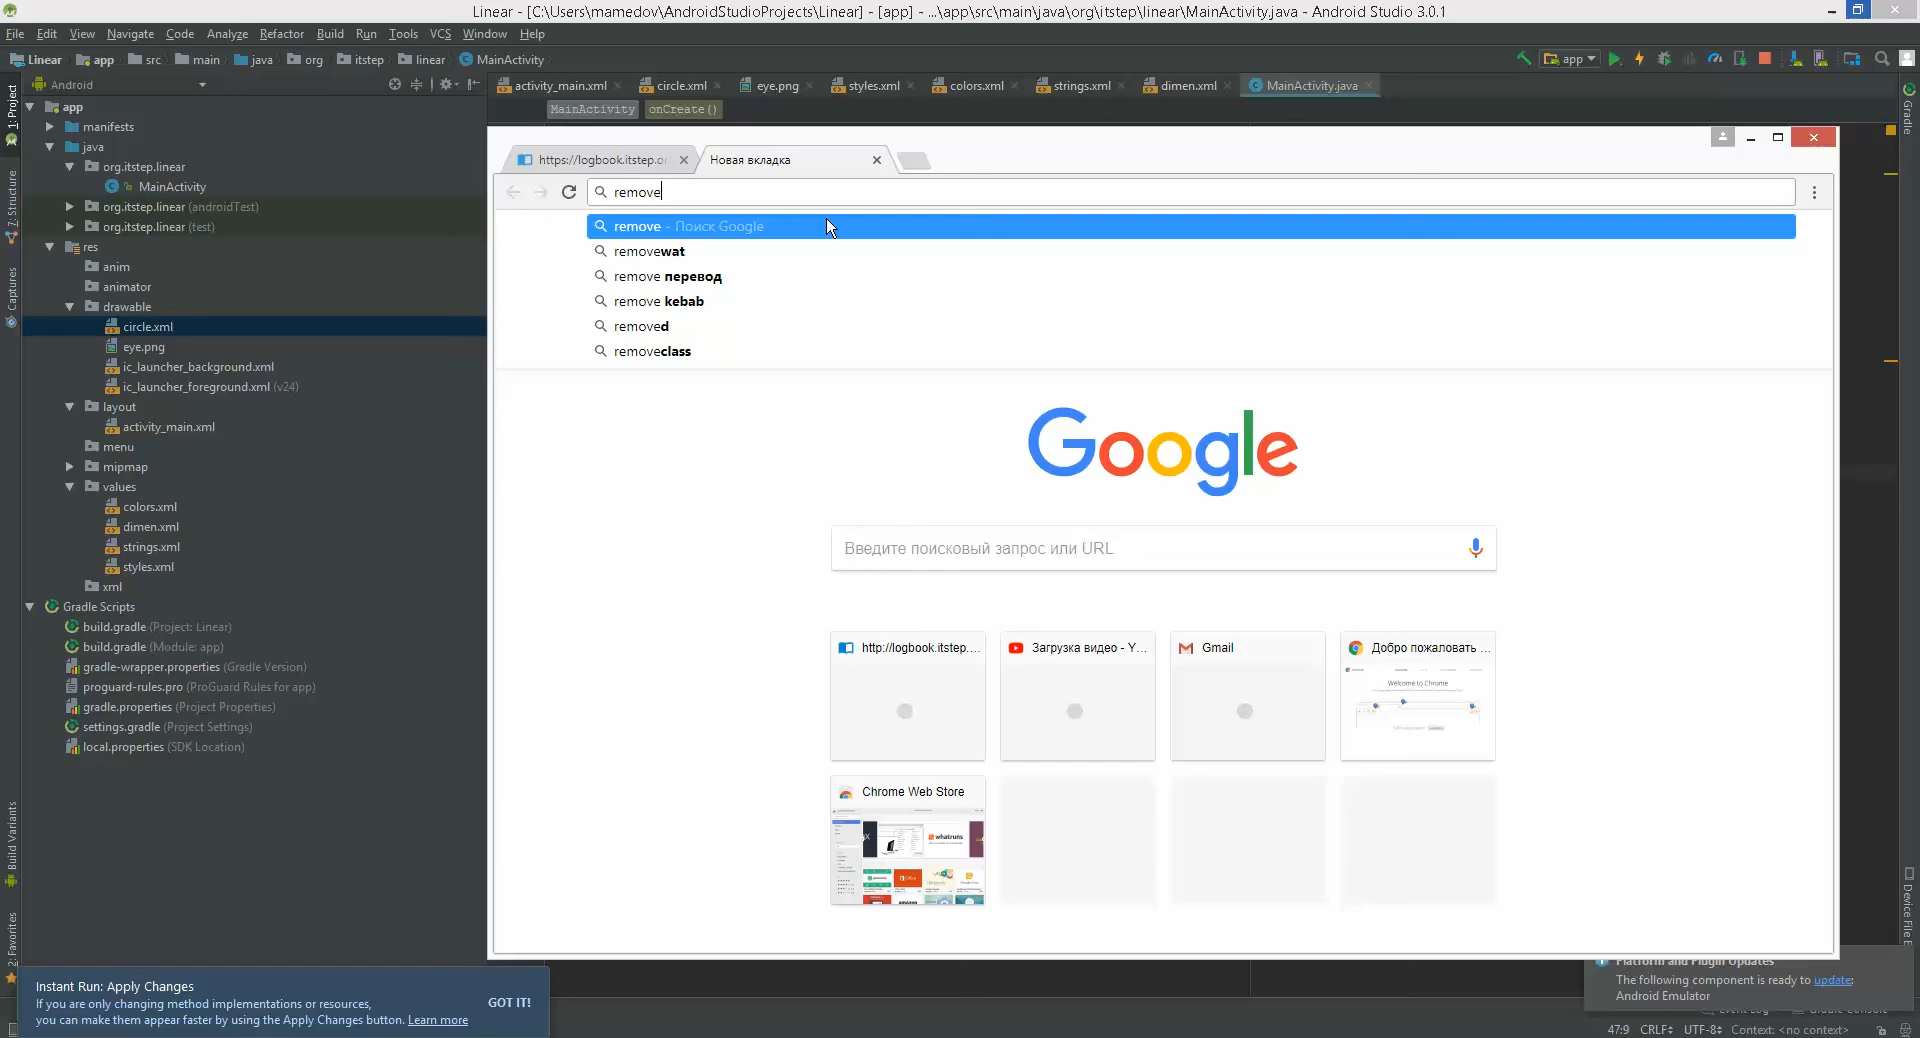 Linear - [C:\Users\mamedov\AndroidStudioProjects\Linear] - [app] - ...\app\src\main\java\org\itstep\linear\MainActivity.java - Android Studio 3.0.1
File Edit View Navigate Code Analyze Refactor Build Run Tools VCS Window Help
Linear app src main java org itstep linear MainActivity
app
Android
activity_main.xml circle.xml eye.png styles.xml colors.xml strings.xml dimen.xml MainActivity.java
MainActivity onCreate()
1: Project
7: Structure
Captures
Build Variants
2: Favorites
Gradle
app
manifests
java
org.itstep.linear
MainActivity
org.itstep.linear (androidTest)
org.itstep.linear (test)
res
anim
animator
drawable
circle.xml
eye.png
ic_launcher_background.xml
ic_launcher_foreground.xml (v24)
layout
activity_main.xml
menu
mipmap
values
colors.xml
dimen.xml
strings.xml
styles.xml
xml
Gradle Scripts
build.gradle (Project: Linear)
build.gradle (Module: app)
gradle-wrapper.properties (Gradle Version)
proguard-rules.pro (ProGuard Rules for app)
gradle.properties (Project Properties)
settings.gradle (Project Settings)
local.properties (SDK Location)
https://logbook.itstep.or Новая вкладка
remove
remove - Поиск Google
removewat
remove перевод
remove kebab
removed
removeclass
Google
Введите поисковый запрос или URL
http://logbook.itstep.... Загрузка видео - Y... Gmail Добро пожаловать ...
Welcome to Chrome
Chrome Web Store
whatruns
Office
amazon
Instant Run: Apply Changes
If you are only changing method implementations or resources,
you can make them appear faster by using the Apply Changes button. Learn more
GOT IT!
Platform and Plugin Updates
The following component is ready to update:
Android Emulator
Event Log Gradle Console
Device File E
47:9 CRLF UTF-8 Context: <no context>